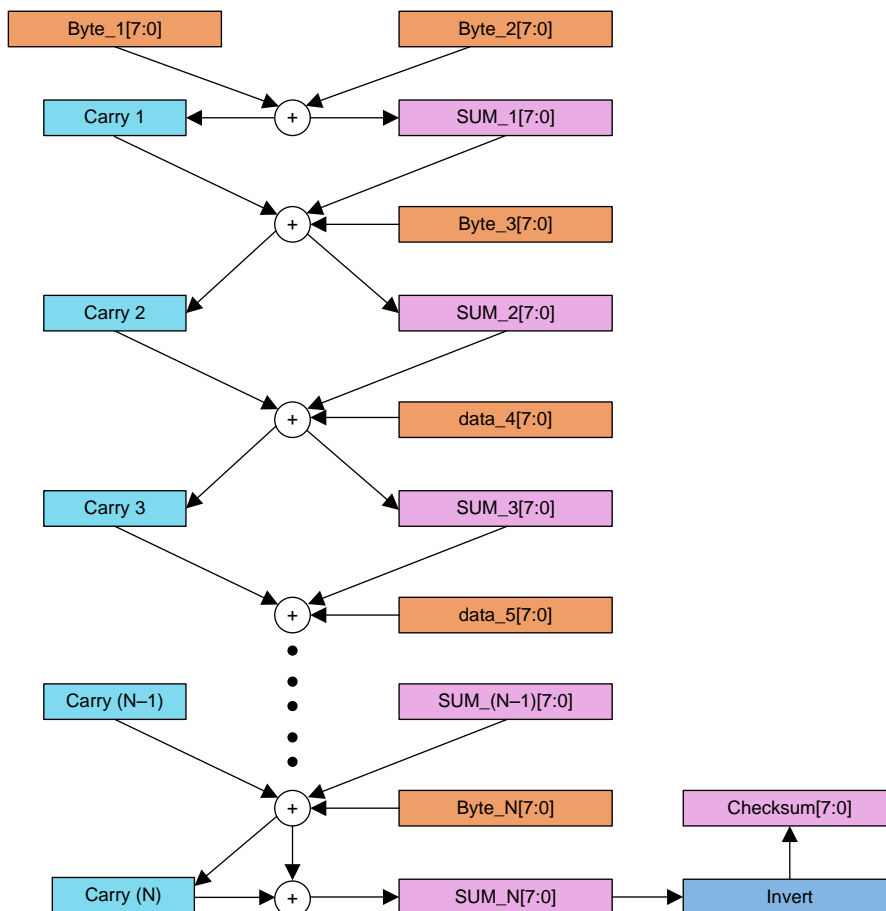 Byte_1[7:0]
Byte_2[7:0]
Carry 1
+
SUM_1[7:0]
+
Byte_3[7:0]
Carry 2
SUM_2[7:0]
+
data_4[7:0]
Carry 3
SUM_3[7:0]
+
data_5[7:0]
Carry (N–1)
SUM_(N–1)[7:0]
+
Byte_N[7:0]
Checksum[7:0]
Carry (N)
+
SUM_N[7:0]
Invert